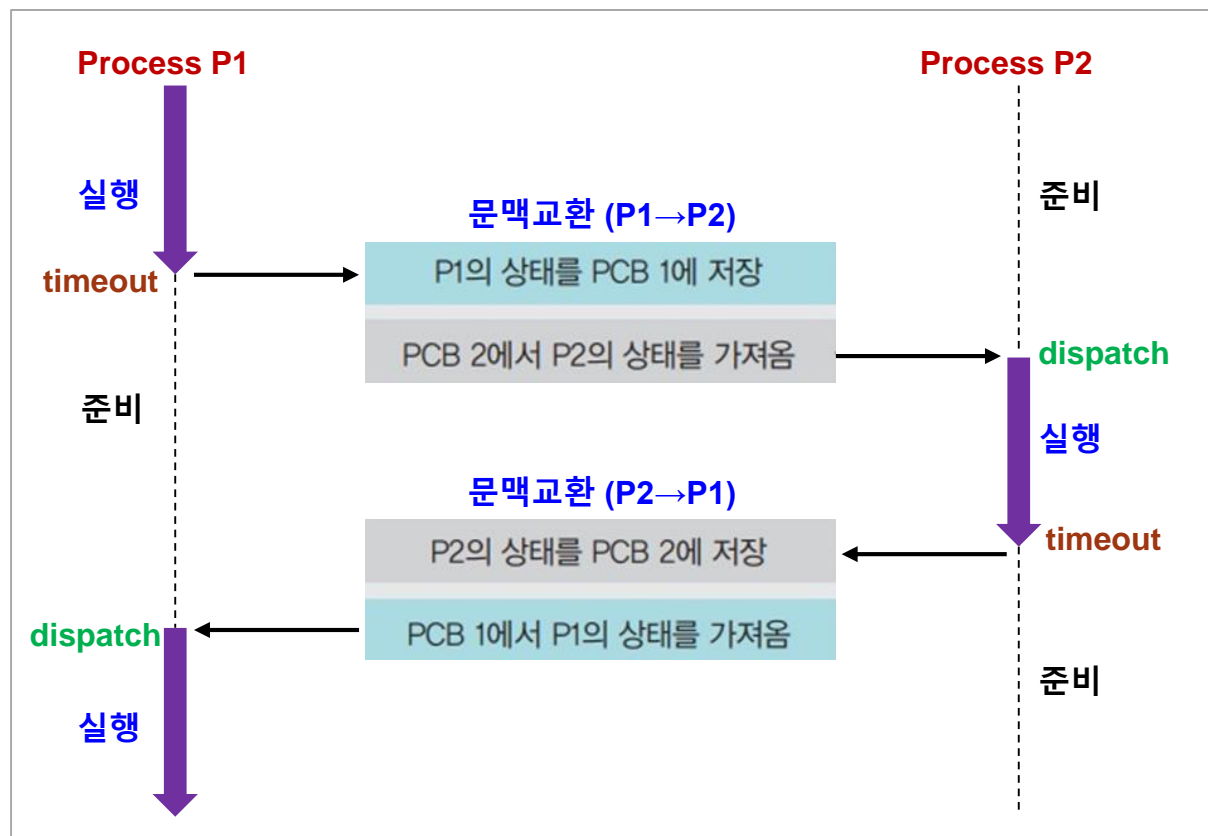 Process P1
Process P2
실행
준비
문맥교환 (P1→P2)
P1의 상태를 PCB 1에 저장
timeout
PCB 2에서 P2의 상태를 가져옴
dispatch
준비
실행
문맥교환 (P2→P1)
P2의 상태를 PCB 2에 저장
timeout
PCB 1에서 P1의 상태를 가져옴
dispatch
준비
실행